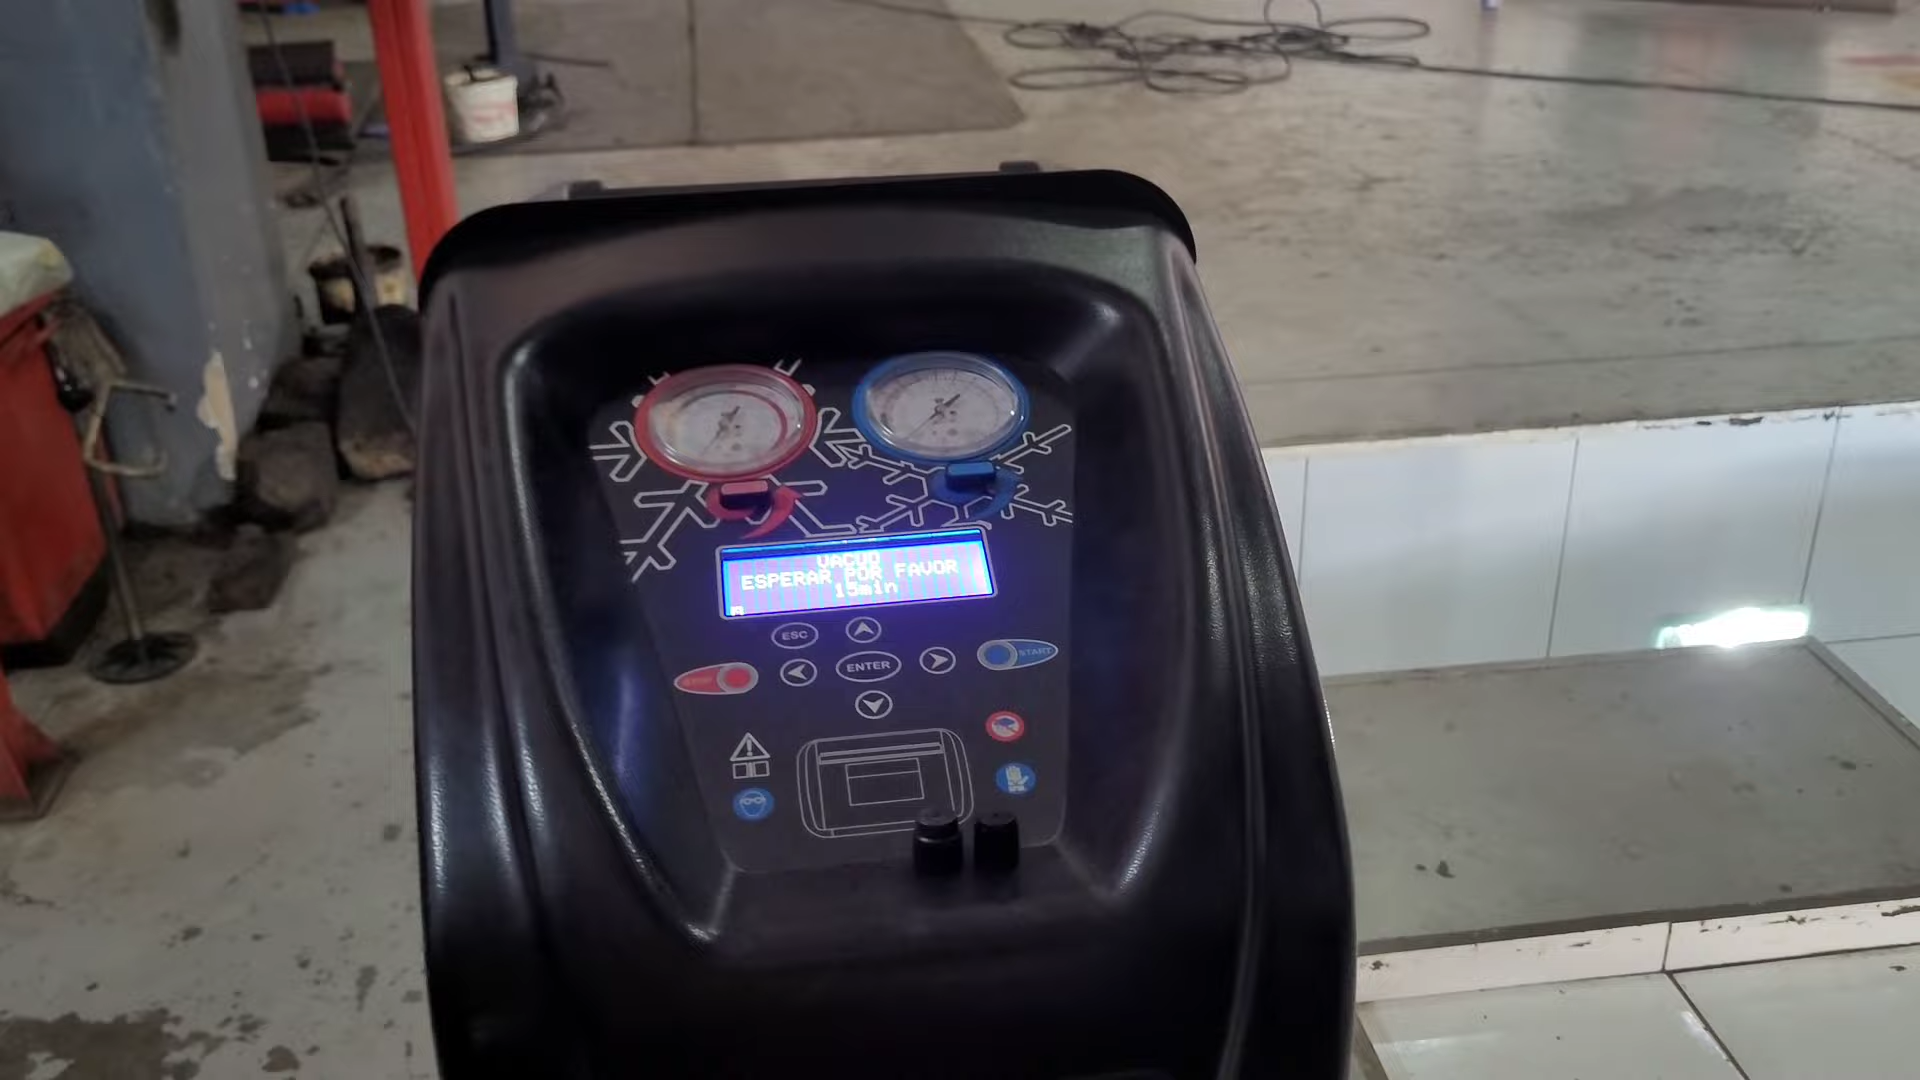 VACUO
ESPERAR POR FAVOR
15min
ESC
ENTER
STOP
START